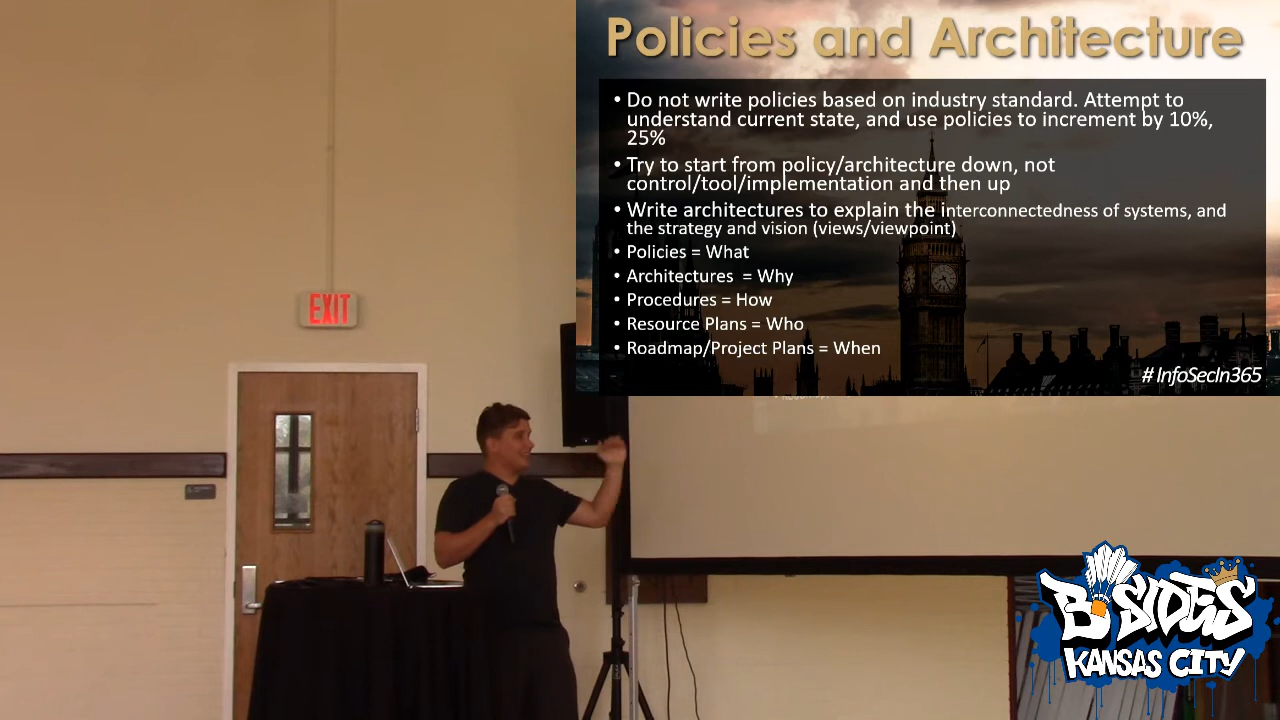 Policies and Architecture
• Do not write policies based on industry standard. Attempt to
understand current state, and use policies to increment by 10%,
25%
• Try to start from policy/architecture down, not
control/tool/implementation and then up
• Write architectures to explain the interconnectedness of systems, and
the strategy and vision (views/viewpoint)
• Policies = What
• Architectures  = Why
• Procedures = How
• Resource Plans = Who
• Roadmap/Project Plans = When
# InfoSecIn365
EXIT
B SIDES
KANSAS CITY